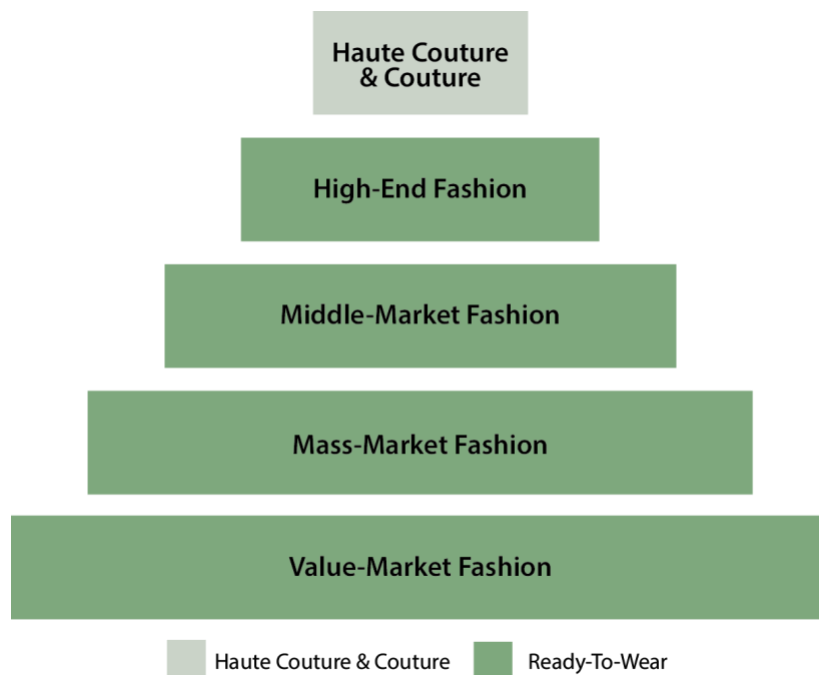 Haute Couture
& Couture
High-End Fashion
Middle-Market Fashion
Mass-Market Fashion
Value-Market Fashion
Haute Couture & Couture
Ready-To-Wear